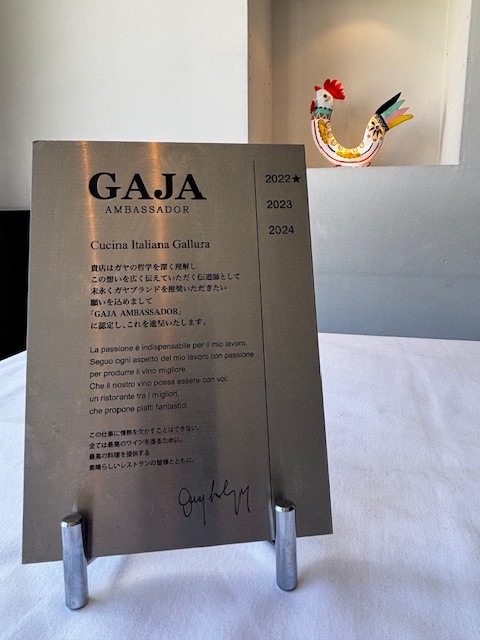 GAJA
AMBASSADOR
Cucina Italiana Gallura
貴店はガヤの哲学を深く理解し
この想いを広く伝えていただく伝道師として
末永くガヤブランドを推奨いただきたい
願いを込めまして
「GAJA AMBASSADOR」
に認定し、これを進呈いたします。
La passione è indispensabile per il mio lavoro.
Seguo ogni aspetto del mio lavoro con passione
per produrre il vino migliore.
Che il nostro vino possa essere con voi:
un ristorante tra i migliori,
che propone piatti fantastici.
この仕事に情熱を欠かすことはできない。
全ては最高のワインを造るために。
最高の料理を提供する
素晴らしいレストランの皆様とともに。
2022★
2023
2024